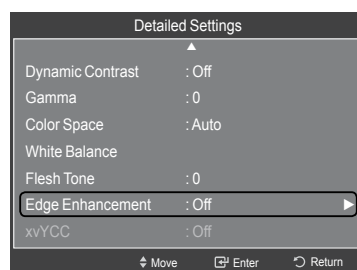 Detailed Settings
Dynamic Contrast : Off
Gamma : 0
Color Space : Auto
White Balance
Flesh Tone : 0
Edge Enhancement : Off
xvYCC : Off
Move Enter Return